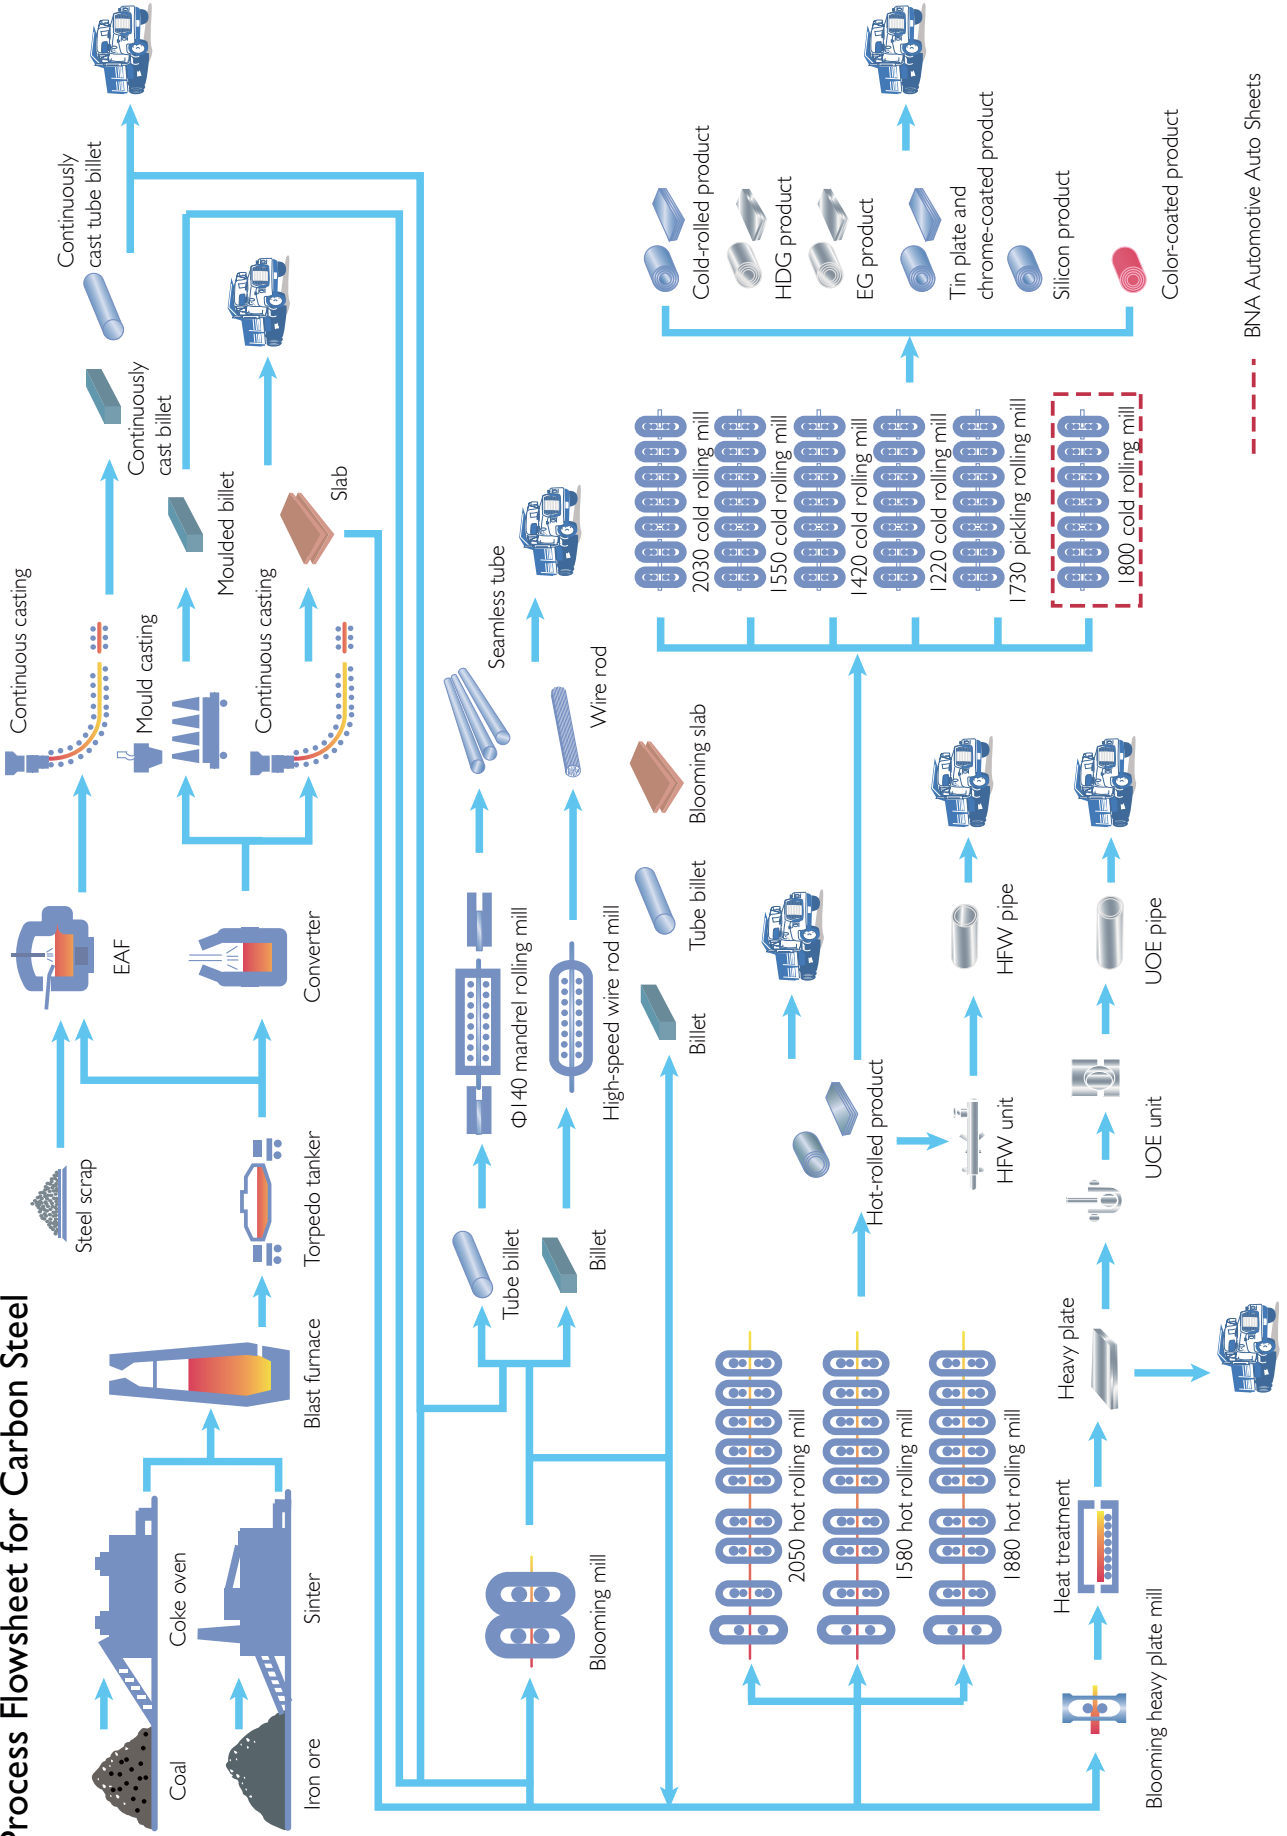 Process Flowsheet for Carbon Steel
Coal
Coke oven
Iron ore
Sinter
Blast furnace
Torpedo tanker
Steel scrap
EAF
Converter
Continuous casting
Mould casting
Continuous casting
Continuously
cast billet
Continuously
cast tube billet
Moulded billet
Slab
Blooming mill
Tube billet
Billet
Φ140 mandrel rolling mill
High-speed wire rod mill
Seamless tube
Wire rod
Billet
Tube billet
Blooming slab
2050 hot rolling mill
1580 hot rolling mill
1880 hot rolling mill
Hot-rolled product
HFW unit
HFW pipe
2030 cold rolling mill
1550 cold rolling mill
1420 cold rolling mill
1220 cold rolling mill
1730 pickling rolling mill
1800 cold rolling mill
Cold-rolled product
HDG product
EG product
Tin plate and
chrome-coated product
Silicon product
Color-coated product
Blooming heavy plate mill
Heat treatment
Heavy plate
UOE unit
UOE pipe
BNA Automotive Auto Sheets